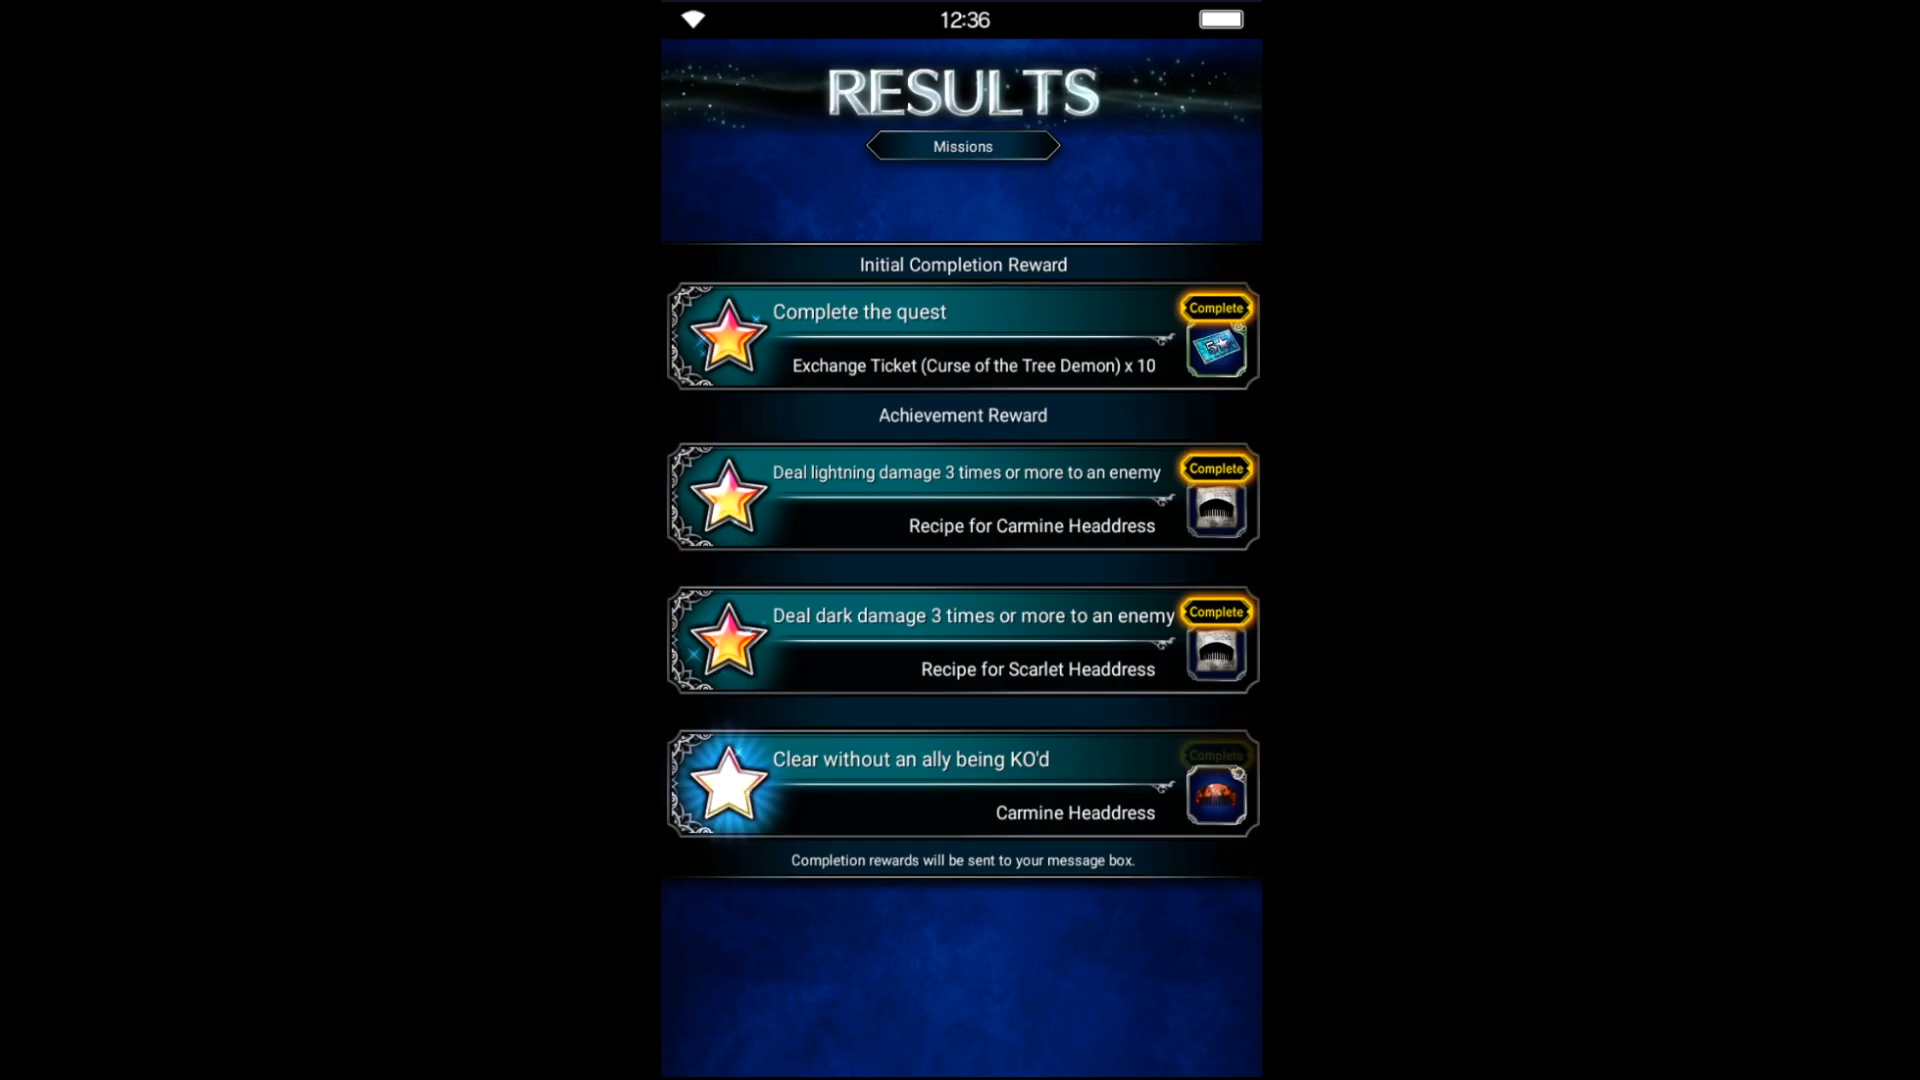 12:36
RESULTS
Missions
Initial Completion Reward
Complete the quest
Complete
5
Exchange Ticket (Curse of the Tree Demon) x 10
Achievement Reward
Deal lightning damage 3 times or more to an enemy
Complete
Recipe for Carmine Headdress
Deal dark damage 3 times or more to an enemy
Complete
Recipe for Scarlet Headdress
Clear without an ally being KO'd
Complete
Carmine Headdress
Completion rewards will be sent to your message box.